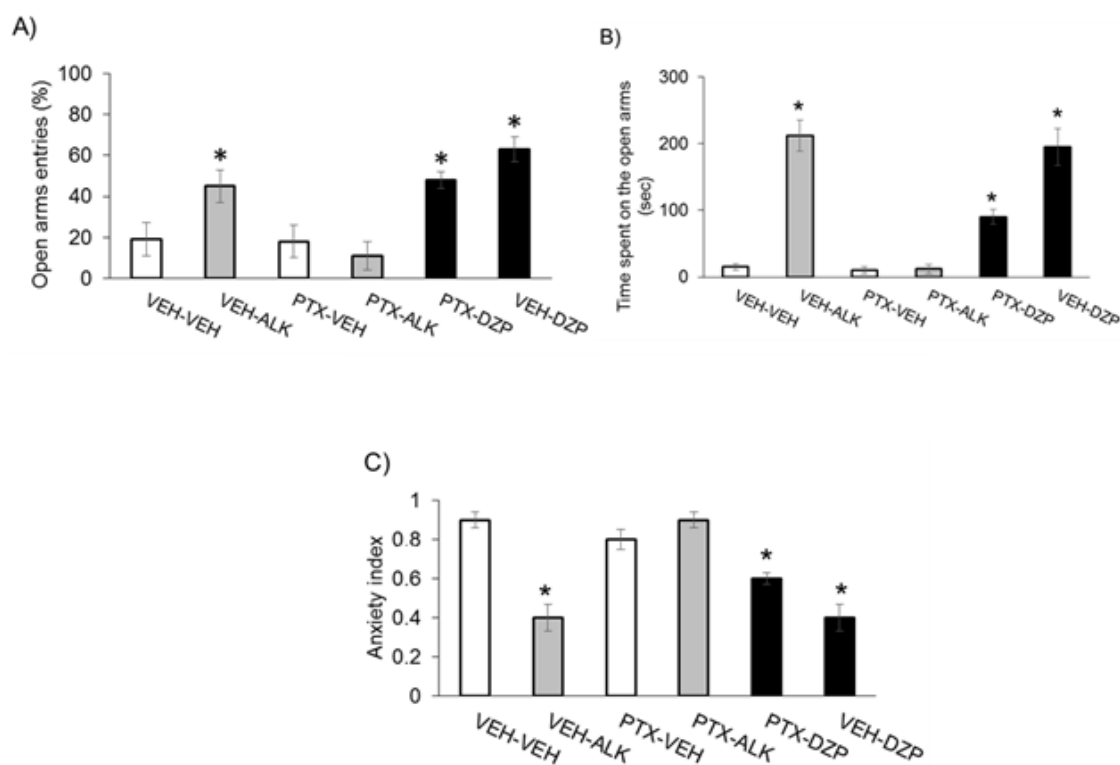 A)
Open arms entries (%)
100
80
60
40
20
0
*
*
*
VEH-VEH
VEH-ALK
PTX-VEH
PTX-ALK
PTX-DZP
VEH-DZP
B)
Time spent on the open arms
(sec)
300
200
100
0
*
*
*
VEH-VEH
VEH-ALK
PTX-VEH
PTX-ALK
PTX-DZP
VEH-DZP
C)
Anxiety index
1
0.8
0.6
0.4
0.2
0
*
*
*
VEH-VEH
VEH-ALK
PTX-VEH
PTX-ALK
PTX-DZP
VEH-DZP